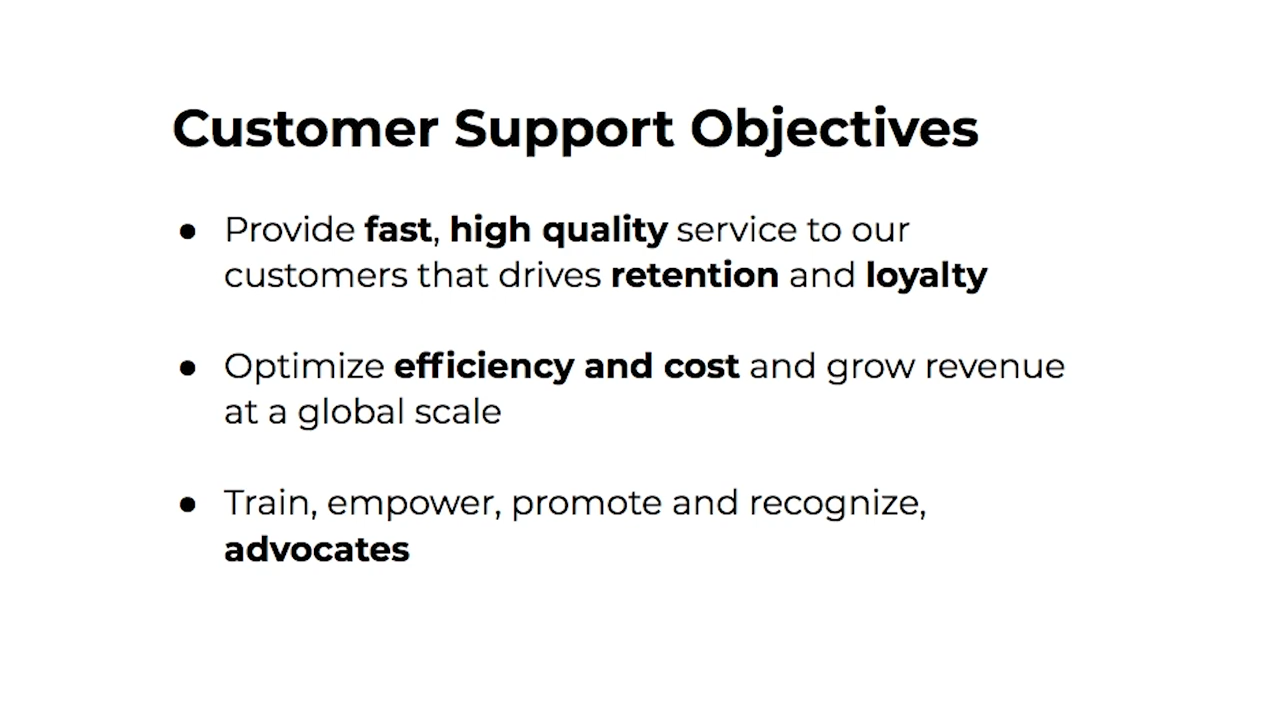 Customer Support Objectives
● Provide fast, high quality service to our
customers that drives retention and loyalty
● Optimize efficiency and cost and grow revenue
at a global scale
● Train, empower, promote and recognize,
advocates